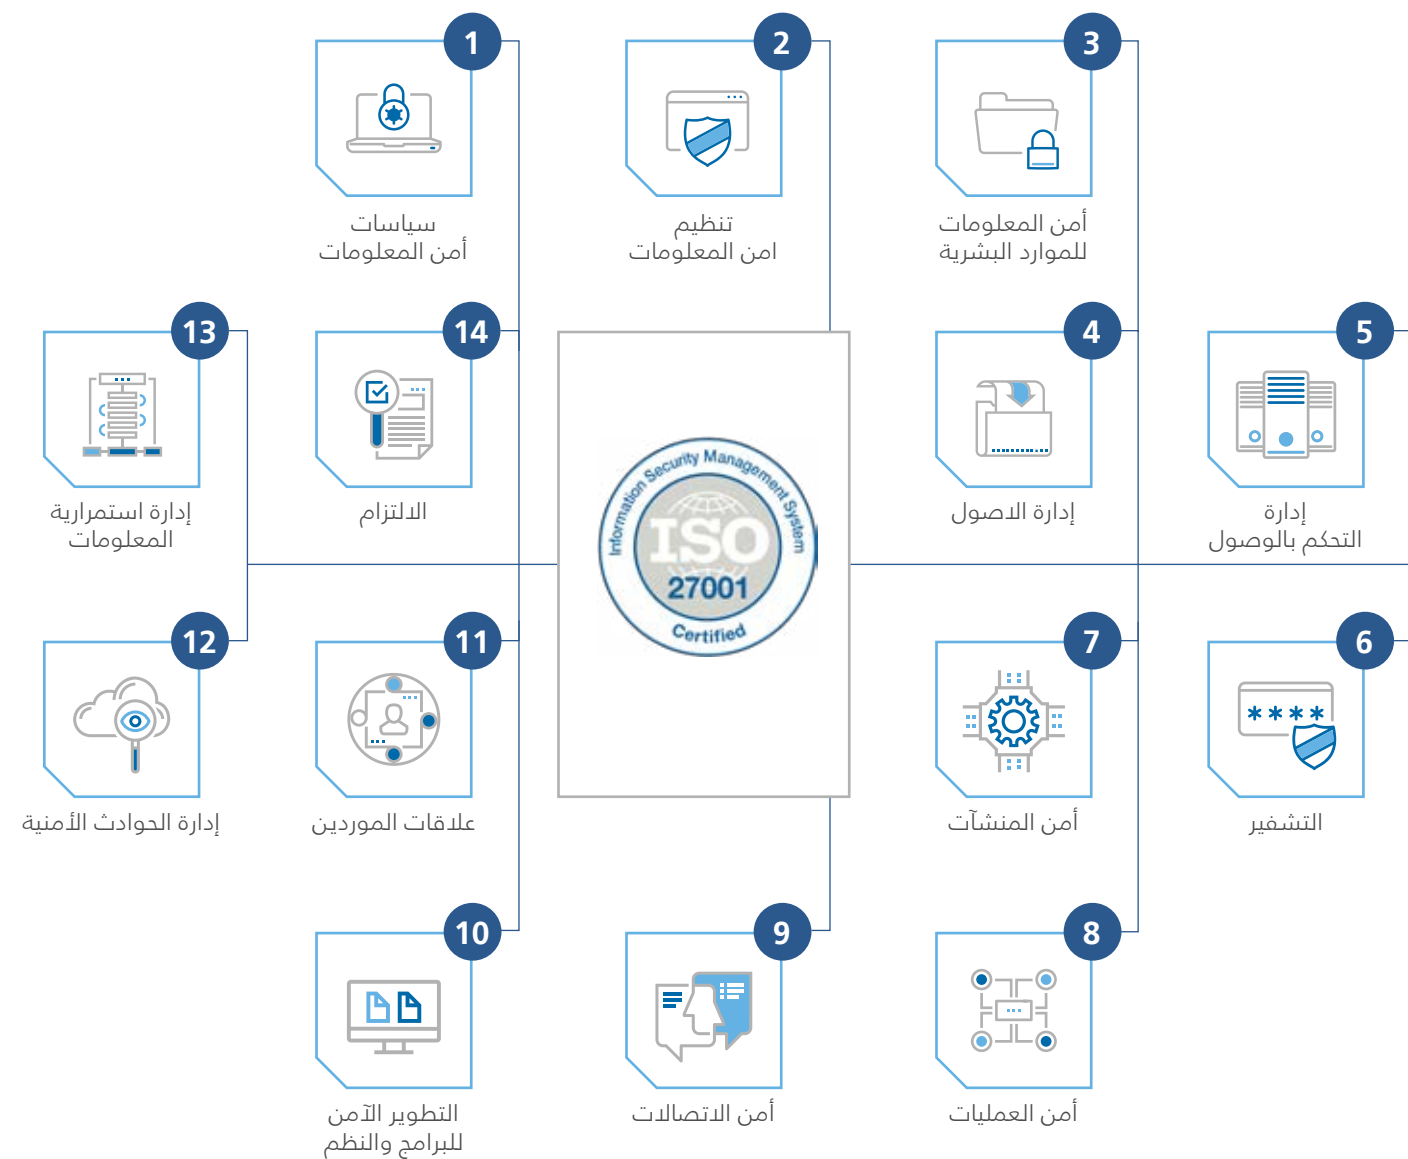 1
سياسات
أمن المعلومات
2
تنظيم
امن المعلومات
3
أمن المعلومات
للموارد البشرية
4
إدارة الاصول
5
إدارة
التحكم بالوصول
6
****
التشفير
7
أمن المنشآت
8
أمن العمليات
9
أمن الاتصالات
10
التطوير الآمن
للبرامج والنظم
11
علاقات الموردين
12
إدارة الحوادث الأمنية
13
إدارة استمرارية
المعلومات
14
الالتزام
Information Security Management System
ISO
27001
Certified